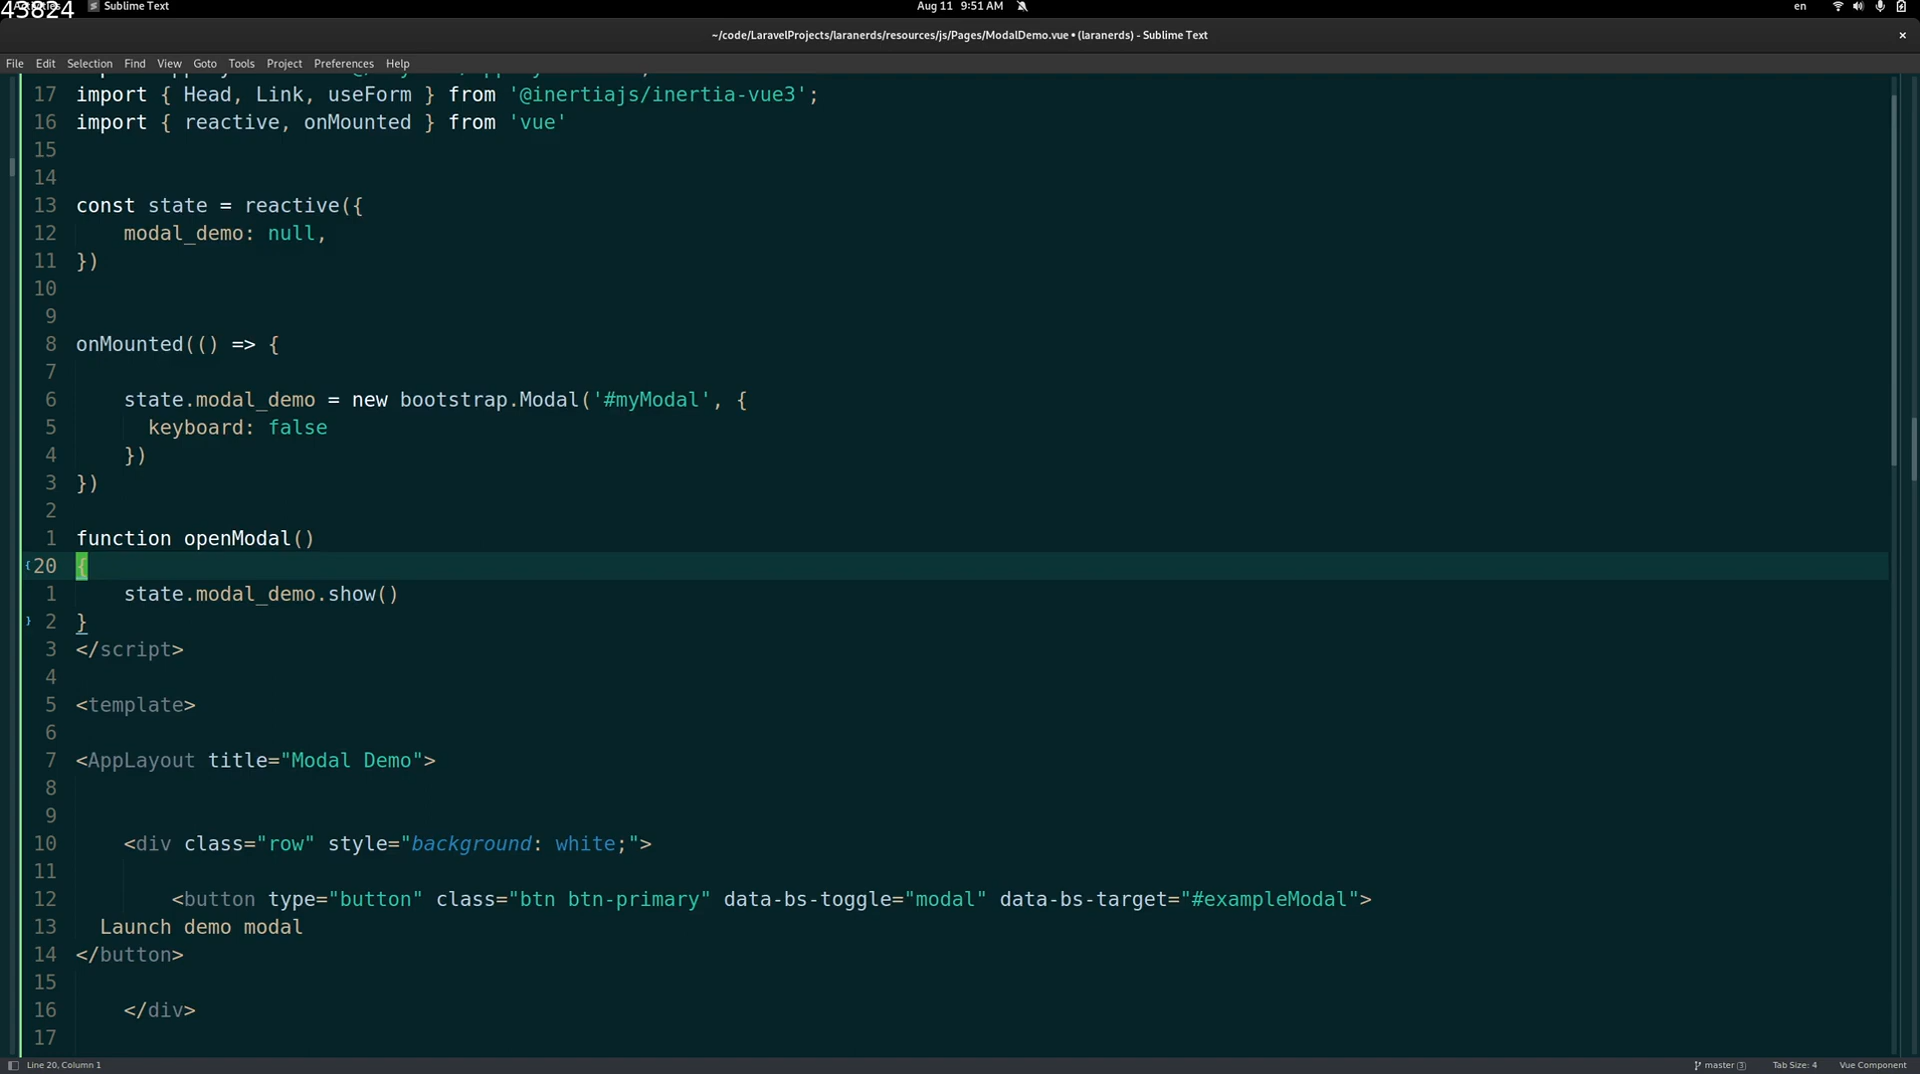 43824
Sublime Text
Aug 11 9:51 AM
en
~/code/LaravelProjects/laranerds/resources/js/Pages/ModalDemo.vue • (laranerds) - Sublime Text
File Edit Selection Find View Goto Tools Project Preferences Help
17 import { Head, Link, useForm } from '@inertiajs/inertia-vue3';
16 import { reactive, onMounted } from 'vue'
15
14
13 const state = reactive({
12     modal_demo: null,
11 })
10
9
8 onMounted(() => {
7
6     state.modal_demo = new bootstrap.Modal('#myModal', {
5       keyboard: false
4     })
3 })
2
1 function openModal()
20 {
1     state.modal_demo.show()
2 }
3 </script>
4
5 <template>
6
7 <AppLayout title="Modal Demo">
8
9
10     <div class="row" style="background: white;">
11
12         <button type="button" class="btn btn-primary" data-bs-toggle="modal" data-bs-target="#exampleModal">
13   Launch demo modal
14 </button>
15
16     </div>
17
Line 20, Column 1
master 3
Tab Size: 4
Vue Component